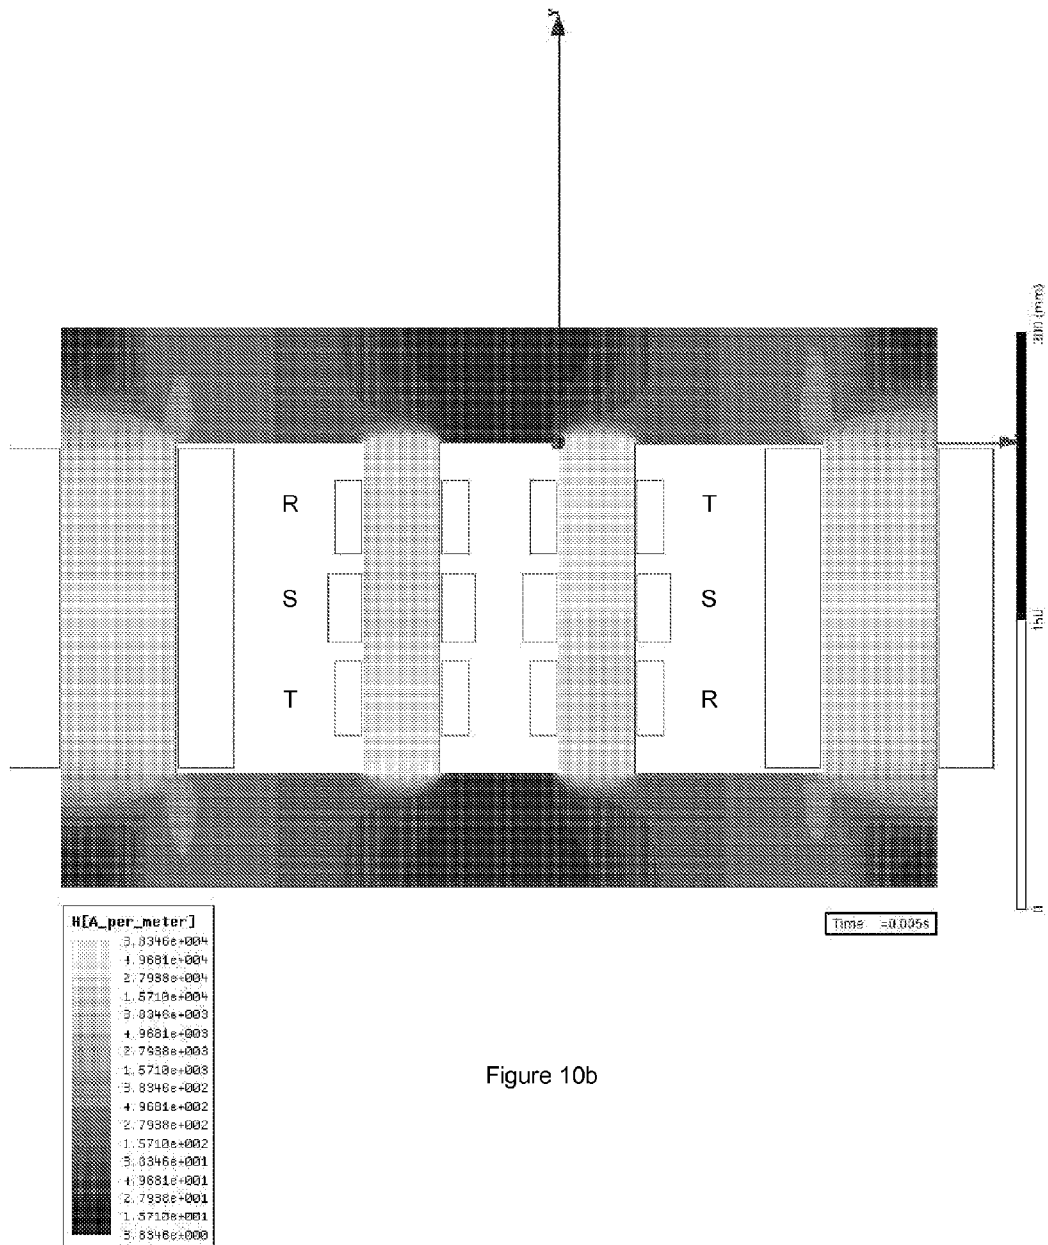 y
300 (mm)
R
T
150
S
S
T
R
0
H[A_per_meter]
Time =0.005s
4.9681e+004
2.7938e+004
1.5710e+004
4.9681e+003
2.7938e+003
1.5710e+003
4.9681e+002
2.7938e+002
1.5710e+002
4.9681e+001
2.7938e+001
1.5710e+001
Figure 10b